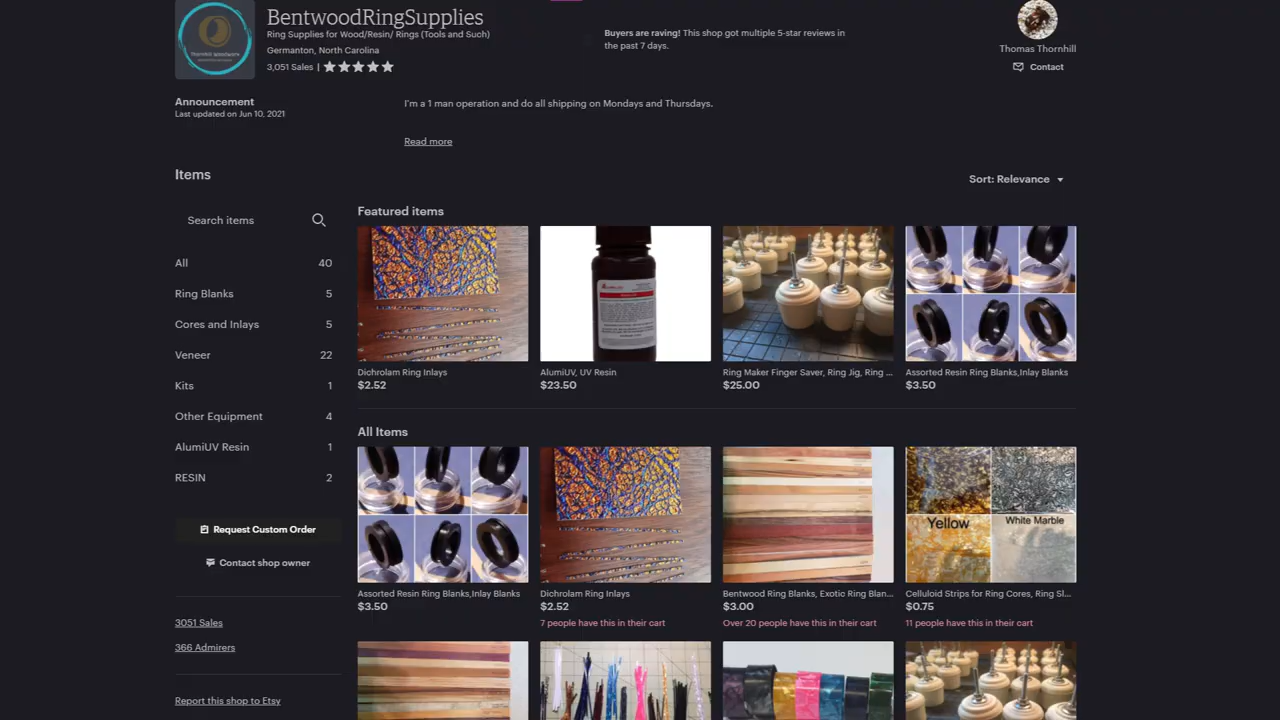 BentwoodRingSupplies
Ring Supplies for Wood/Resin/ Rings (Tools and Such)
Germanton, North Carolina
3,051 Sales |
Buyers are raving! This shop got multiple 5-star reviews in
the past 7 days.
Thomas Thornhill
Contact
Announcement
Last updated on Jun 10, 2021
I'm a 1 man operation and do all shipping on Mondays and Thursdays.
Read more
Items
Sort: Relevance
Search items
All 40
Ring Blanks 5
Cores and Inlays 5
Veneer 22
Kits 1
Other Equipment 4
AlumiUV Resin 1
RESIN 2
Request Custom Order
Contact shop owner
3051 Sales
366 Admirers
Report this shop to Etsy
Featured items
Dichrolam Ring Inlays
$2.52
AlumiUV, UV Resin
$23.50
Ring Maker Finger Saver, Ring Jig, Ring ...
$25.00
Assorted Resin Ring Blanks,Inlay Blanks
$3.50
All Items
Assorted Resin Ring Blanks,Inlay Blanks
$3.50
Dichrolam Ring Inlays
$2.52
7 people have this in their cart
Bentwood Ring Blanks, Exotic Ring Blan...
$3.00
Over 20 people have this in their cart
Yellow
White Marble
Celluloid Strips for Ring Cores, Ring Sl...
$0.75
11 people have this in their cart